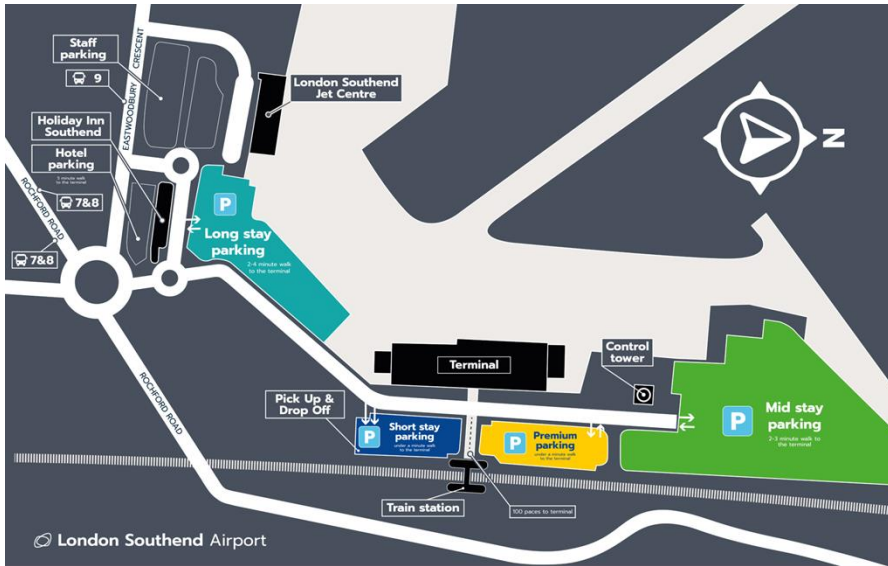 Staff
parking
9
EASTWOODBURY CRESCENT
Holiday Inn
Southend
Hotel
parking
5 minute walk
to the terminal
ROCHFORD ROAD
7&8
7&8
London Southend
Jet Centre
N
P
Long stay
parking
2-4 minute walk
to the terminal
Terminal
Control
tower
Pick Up &
Drop Off
P
Short stay
parking
under a minute walk
to the terminal
P
Premium
parking
under a minute walk
to the terminal
P
Mid stay
parking
2-3 minute walk to
the terminal
ROCHFORD ROAD
Train station
100 paces to terminal
London Southend Airport